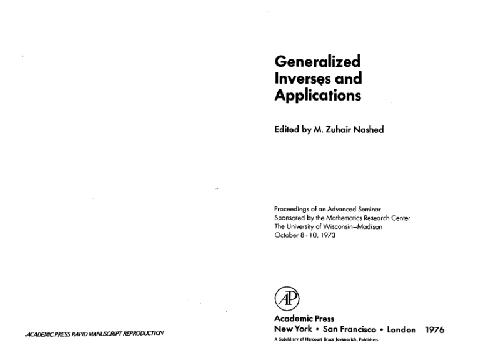 Generalized
Inverses and
Applications
Edited by M. Zuhair Nashed
Proceedings of an Advanced Seminar
Sponsored by the Mathematics Research Center
The University of Wisconsin—Madison
October 8 - 10, 1973
AP
Academic Press
New York • San Francisco • London 1976
A Subsidiary of Harcourt Brace Jovanovich, Publishers
ACADEMIC PRESS RAPID MANUSCRIPT REPRODUCTION